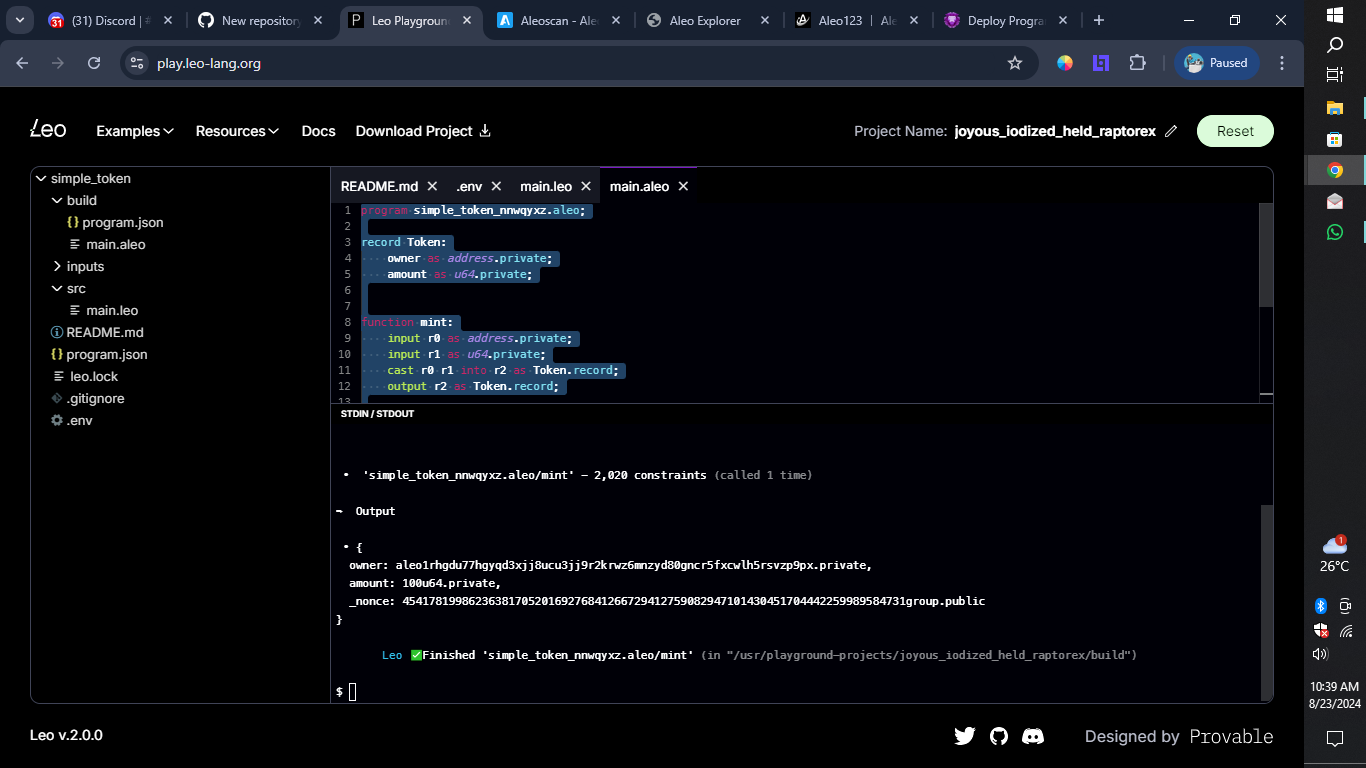 (31) Discord | #
New repository
Leo Playground
Aleoscan - Ale
Aleo Explorer
Aleo123 | Ale
Deploy Progra
play.leo-lang.org
Paused
Leo
Examples
Resources
Docs
Download Project
Project Name: joyous_iodized_held_raptorex
Reset
simple_token
build
program.json
main.aleo
inputs
src
main.leo
README.md
program.json
leo.lock
.gitignore
.env
README.md
.env
main.leo
main.aleo
1 program simple_token_nnwqyxz.aleo;
2
3 record Token:
4 owner as address.private;
5 amount as u64.private;
6
7
8 function mint:
9 input r0 as address.private;
10 input r1 as u64.private;
11 cast r0 r1 into r2 as Token.record;
12 output r2 as Token.record;
13
STDIN / STDOUT
• 'simple_token_nnwqyxz.aleo/mint' - 2,020 constraints (called 1 time)
Output
• {
owner: aleo1rhgdu77hgyqd3xjj8ucu3jj9r2krwz6mnzyd80gncr5fxcwlh5rsvzp9px.private,
amount: 100u64.private,
_nonce: 4541781998623638170520169276841266729412759082947101430451704442259989584731group.public
}
Leo ✅Finished 'simple_token_nnwqyxz.aleo/mint' (in "/usr/playground-projects/joyous_iodized_held_raptorex/build")
$
Leo v.2.0.0
Designed by Provable
1
26°C
10:39 AM
8/23/2024